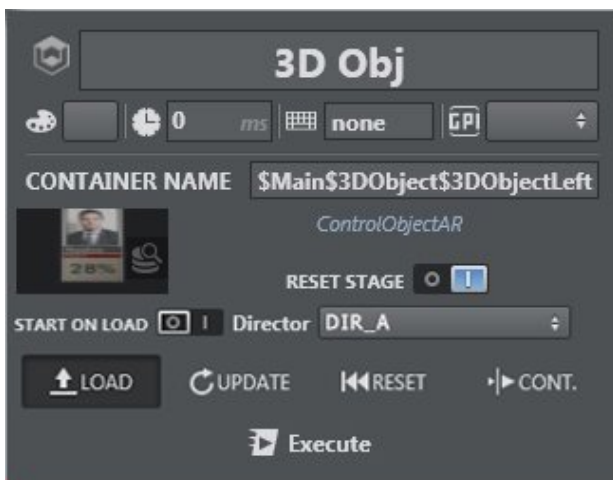 3D Obj
0 ms none GPI
CONTAINER NAME $Main$3DObject$3DObjectLeft
ControlObjectAR
28%
RESET STAGE
START ON LOAD Director DIR_A
LOAD UPDATE RESET CONT.
Execute